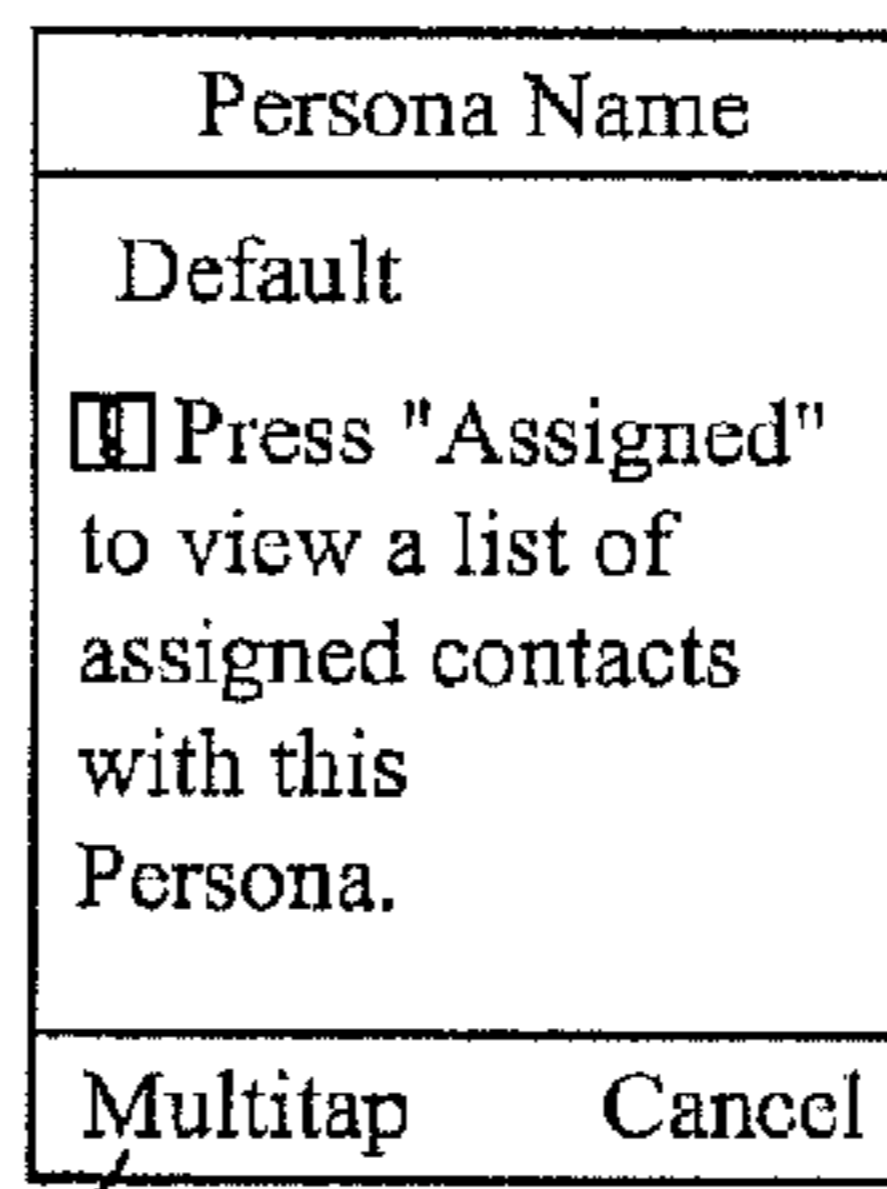 Persona Name
Default
Press "Assigned"
to view a list of
assigned contacts
with this
Persona.
Multitap Cancel